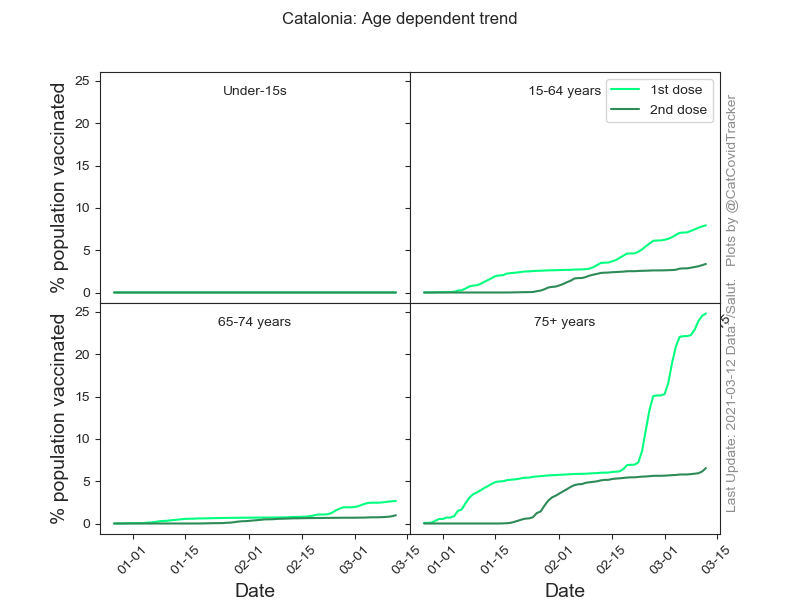 Catalonia: Age dependent trend
% population vaccinated
25
20
15
10
5
0
Under-15s
15-64 years
1st dose
2nd dose
% population vaccinated
25
20
15
10
5
0
65-74 years
75+ years
01-01
01-15
02-01
02-15
03-01
03-15
01-01
01-15
02-01
02-15
03-01
03-15
Date
Date
Last Update: 2021-03-12 Data: /Salut. Plots by @CatCovidTracker